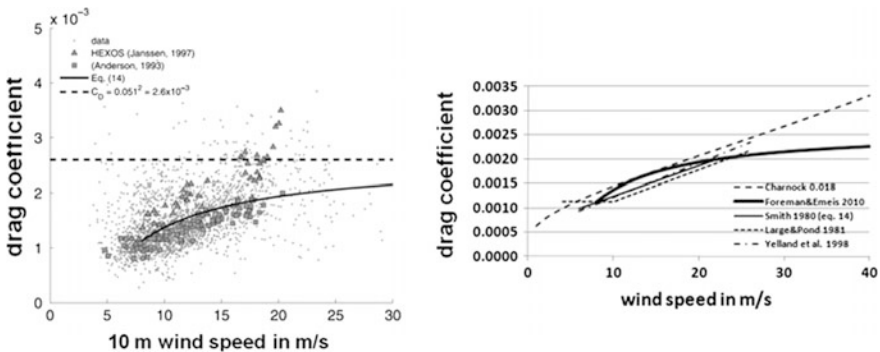 5 × 10⁻³
4
3
2
1
0
drag coefficient
data
HEXOS (Janssen, 1997)
(Anderson, 1993)
Eq. (14)
C_D = 0.051² = 2.6x10⁻³
0 5 10 15 20 25 30
10 m wind speed in m/s
0.0035
0.0030
0.0025
0.0020
0.0015
0.0010
0.0005
0.0000
drag coefficient
Charnock 0.018
Foreman&Emeis 2010
Smith 1980 (eq. 14)
Large&Pond 1981
Yelland et al. 1998
0 10 20 30 40
wind speed in m/s